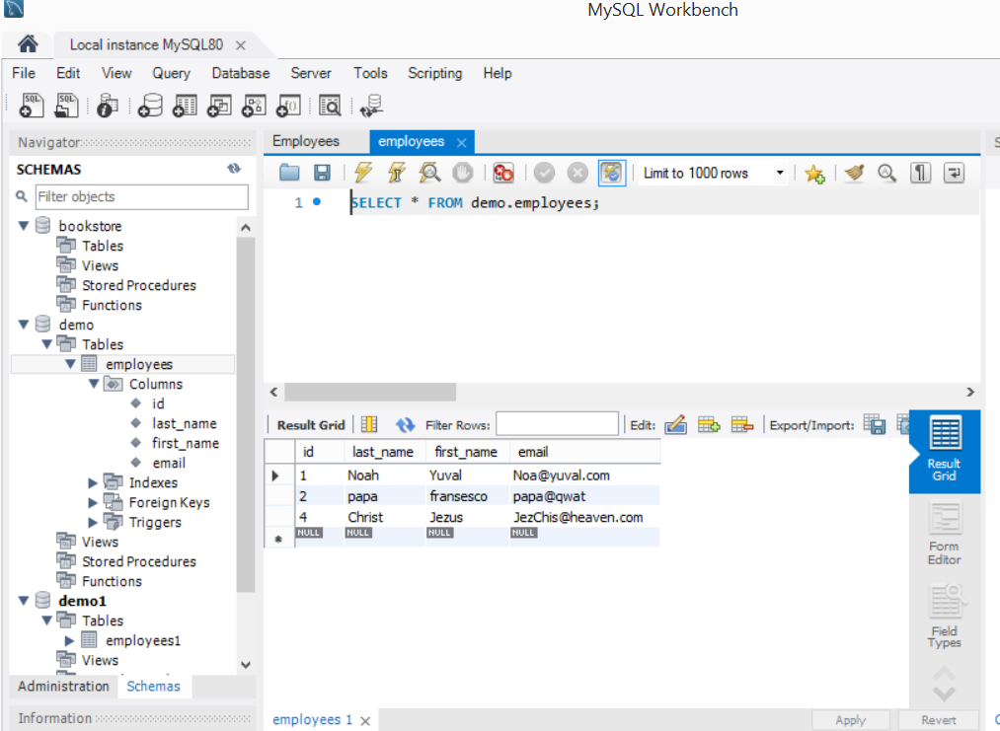 MySQL Workbench
Local instance MySQL80
File Edit View Query Database Server Tools Scripting Help
Navigator
SCHEMAS
Filter objects
bookstore
Tables
Views
Stored Procedures
Functions
demo
Tables
employees
Columns
id
last_name
first_name
email
Indexes
Foreign Keys
Triggers
Views
Stored Procedures
Functions
demo1
Tables
employees1
Views
Administration Schemas
Information
Employees employees
Limit to 1000 rows
1 SELECT * FROM demo.employees;
Result Grid Filter Rows: Edit: Export/Import:
id last_name first_name email
1 Noah Yuval Noa@yuval.com
2 papa fransesco papa@qwat
4 Christ Jezus JezChis@heaven.com
NULL NULL NULL NULL
Result
Grid
Form
Editor
Field
Types
employees 1
Apply Revert